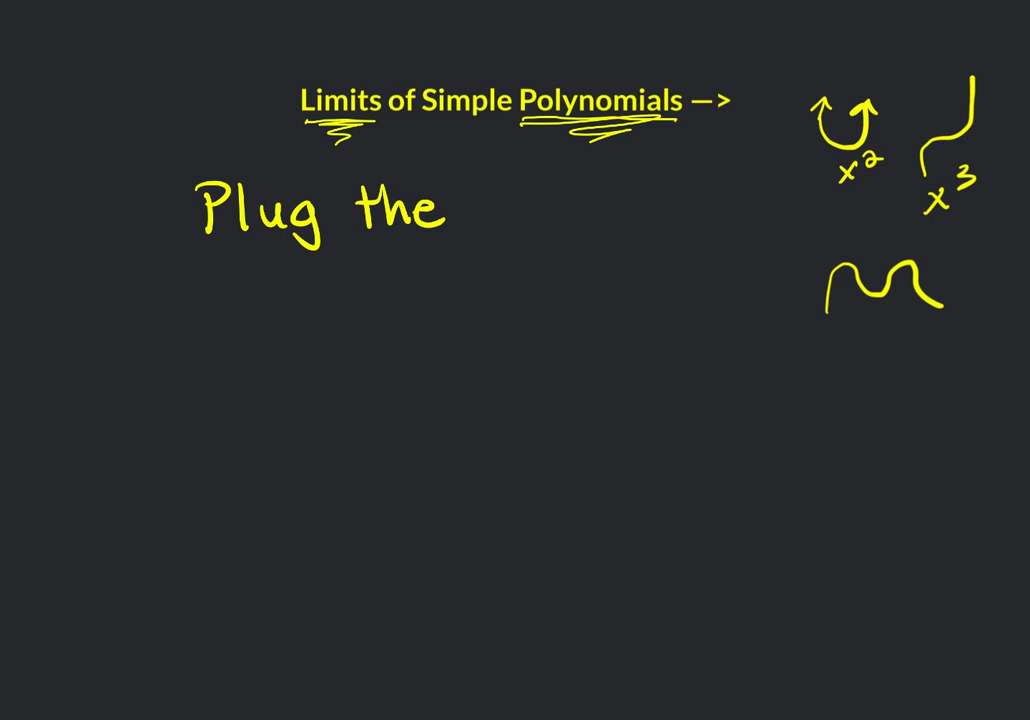 Limits of Simple Polynomials —>
x²
x³
Plug the